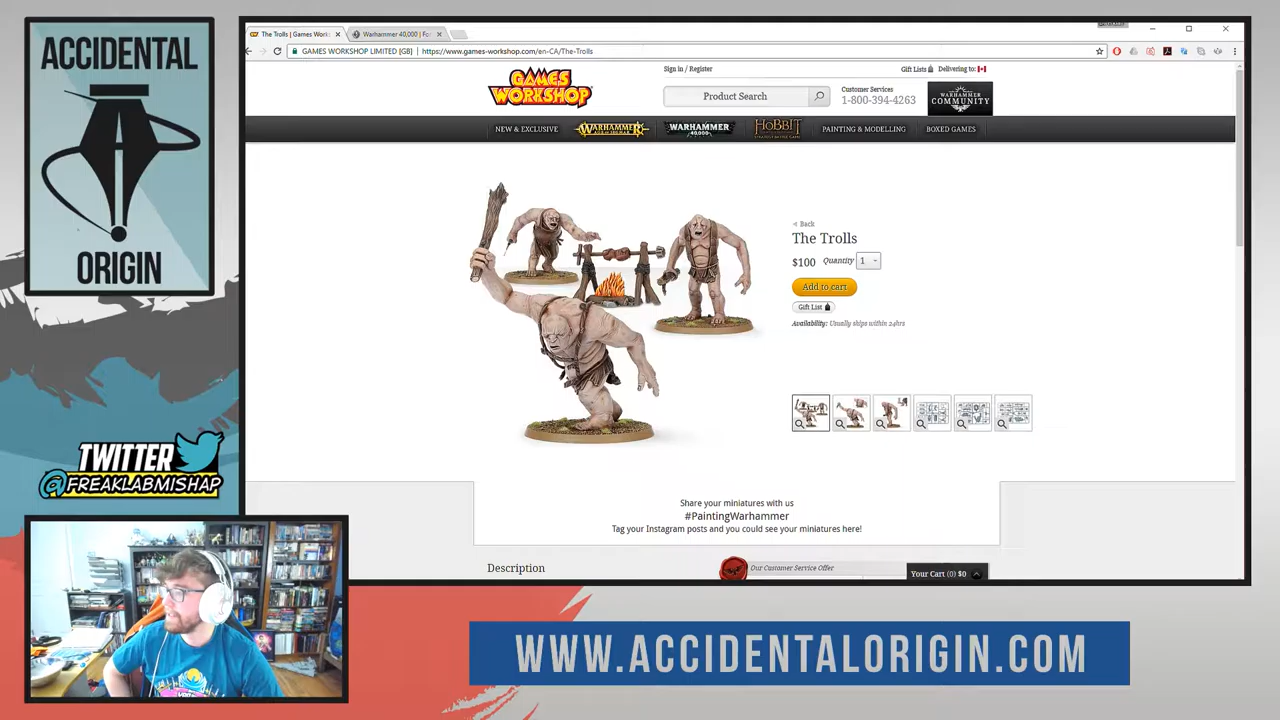 ACCIDENTAL
ORIGIN
TWITTER
@FREAKLABMISHAP
The Trolls | Games Work
Warhammer 40,000 | Fo
GAMES WORKSHOP LIMITED [GB]
https://www.games-workshop.com/en-CA/The-Trolls
GAMES
WORKSHOP
Sign in / Register
Gift Lists
Delivering to:
Product Search
Customer Services
1-800-394-4263
WARHAMMER
COMMUNITY
NEW & EXCLUSIVE
WARHAMMER
WARHAMMER
40,000
HOBBIT
PAINTING & MODELLING
BOXED GAMES
Back
The Trolls
$100
Quantity
1
Add to cart
Gift List
Availability: Usually ships within 24hrs
Share your miniatures with us
#PaintingWarhammer
Tag your Instagram posts and you could see your miniatures here!
Description
Our Customer Service Offer
Your Cart (0) $0
WWW.ACCIDENTALORIGIN.COM